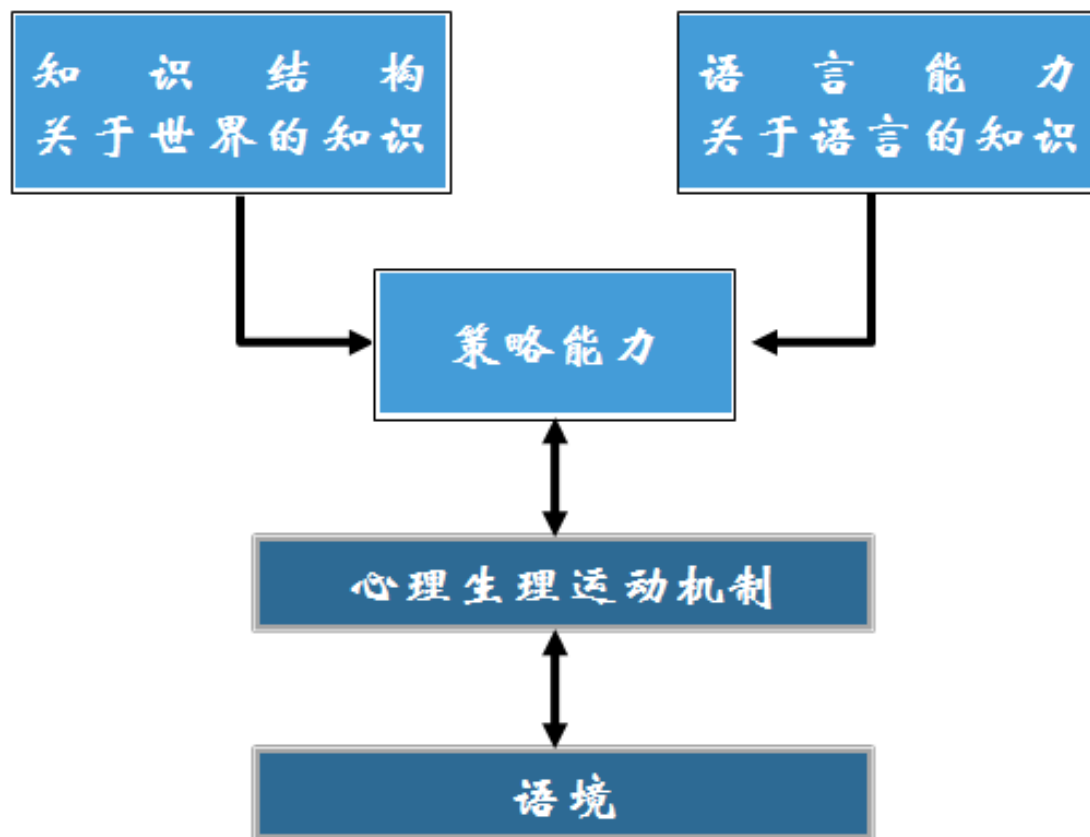 知识结构
关于世界的知识
语言能力
关于语言的知识
策略能力
心理生理运动机制
语境